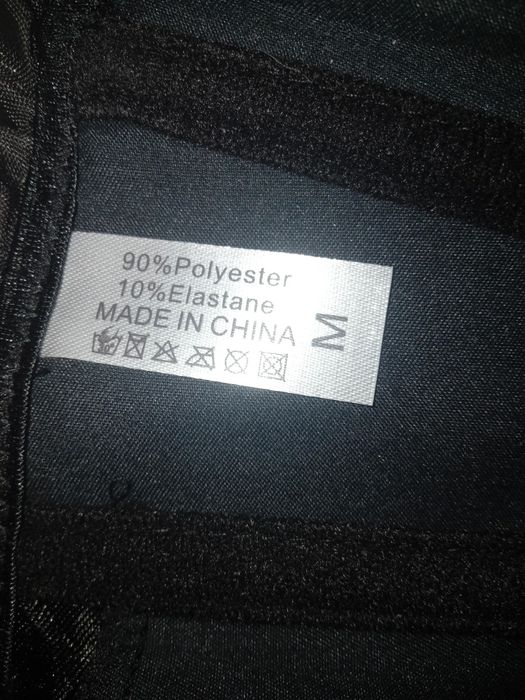 90%Polyester
10%Elastane
MADE IN CHINA
M